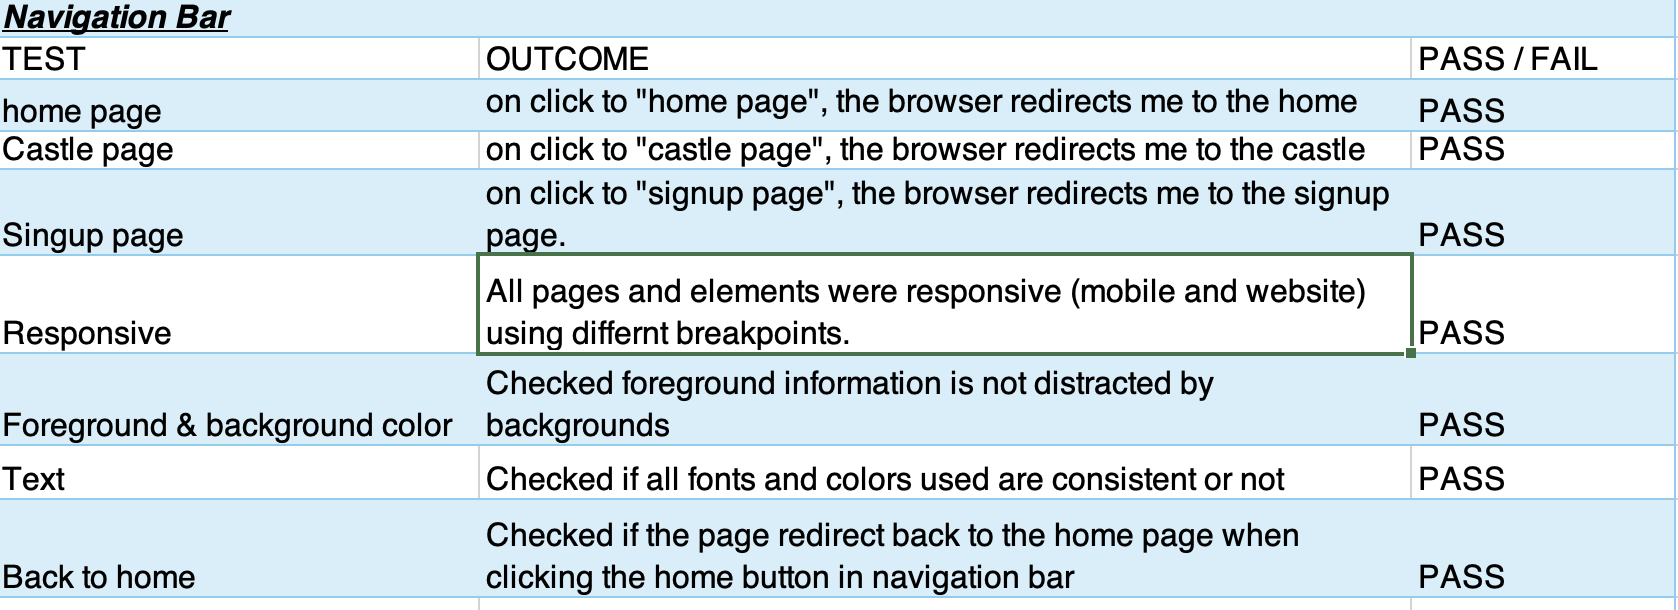 Navigation Bar
TEST OUTCOME PASS / FAIL
home page on click to "home page", the browser redirects me to the home PASS
Castle page on click to "castle page", the browser redirects me to the castle PASS
on click to "signup page", the browser redirects me to the signup
Singup page page. PASS
All pages and elements were responsive (mobile and website)
Responsive using differnt breakpoints. PASS
Checked foreground information is not distracted by
Foreground & background color backgrounds PASS
Text Checked if all fonts and colors used are consistent or not PASS
Checked if the page redirect back to the home page when
Back to home clicking the home button in navigation bar PASS